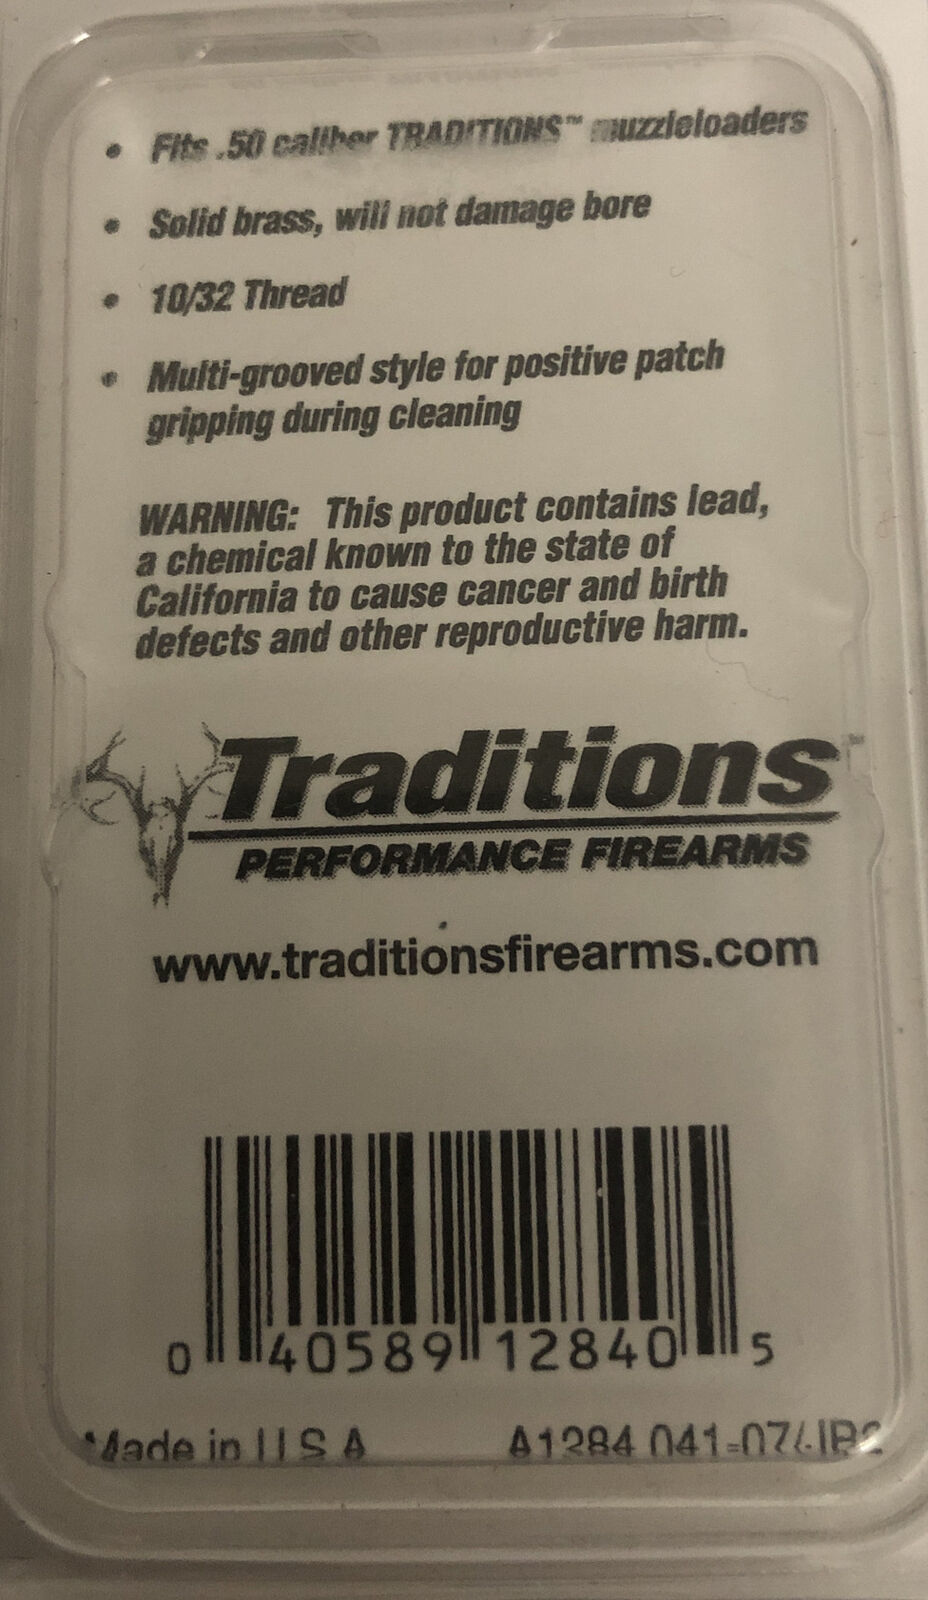 • Fits .50 caliber TRADITIONS™ muzzleloaders
• Solid brass, will not damage bore
• 10/32 Thread
• Multi-grooved style for positive patch
gripping during cleaning
WARNING: This product contains lead,
a chemical known to the state of
California to cause cancer and birth
defects and other reproductive harm.
Traditions™
PERFORMANCE FIREARMS
www.traditionsfirearms.com
0 40589 12840 5
Made in U.S.A A1284